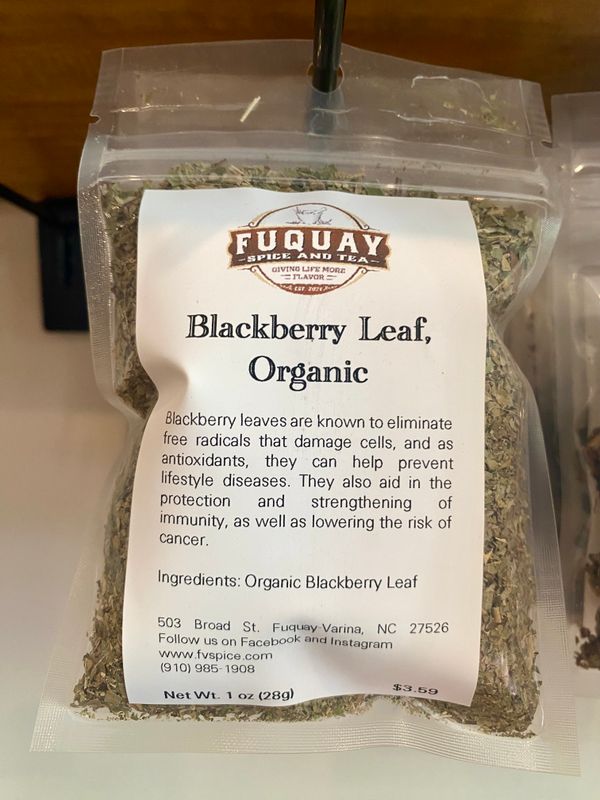 FUQUAY
SPICE AND TEA
GIVING LIFE MORE
FLAVOR
EST. 2021
Blackberry Leaf,
Organic
Blackberry leaves are known to eliminate
free radicals that damage cells, and as
antioxidants, they can help prevent
lifestyle diseases. They also aid in the
protection and strengthening of
immunity, as well as lowering the risk of
cancer.
Ingredients: Organic Blackberry Leaf
503 Broad St. Fuquay-Varina, NC 27526
Follow us on Facebook and Instagram
www.fvspice.com
(910) 985-1908
Net Wt. 1 oz (28g)
$3.59